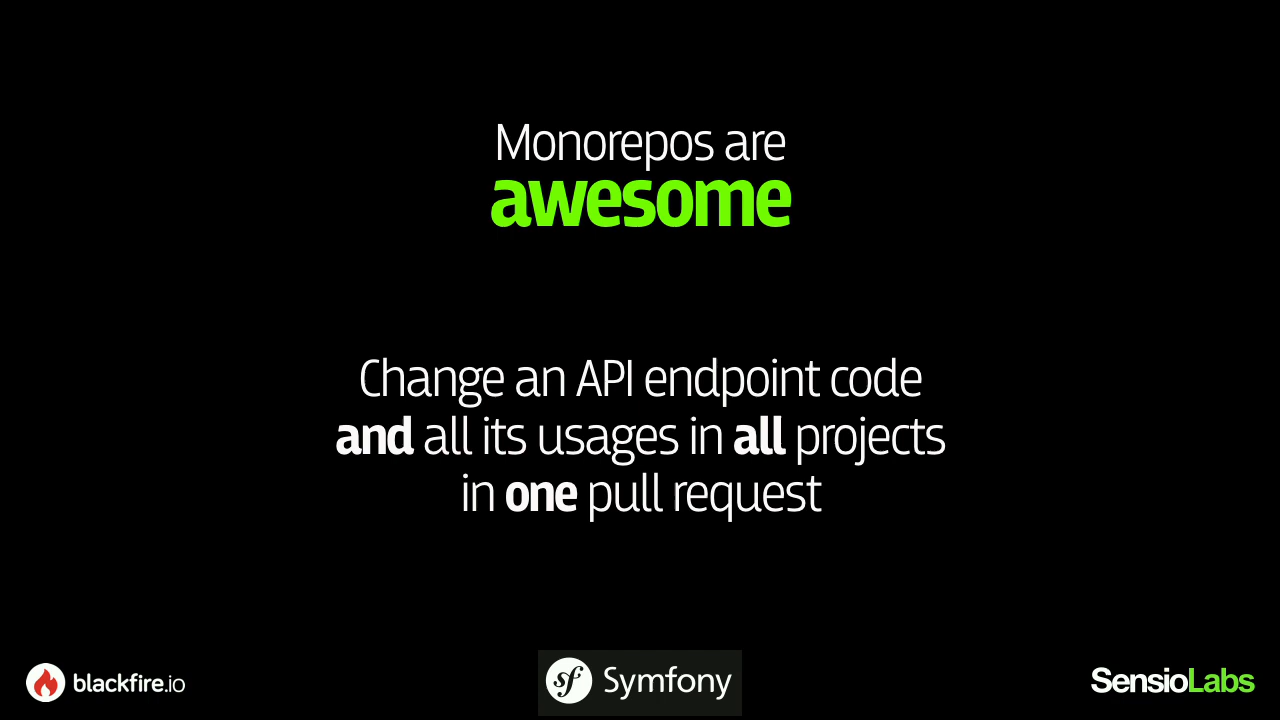 Monorepos are
awesome
Change an API endpoint code
and all its usages in all projects
in one pull request
blackfire.io
sf Symfony
SensioLabs